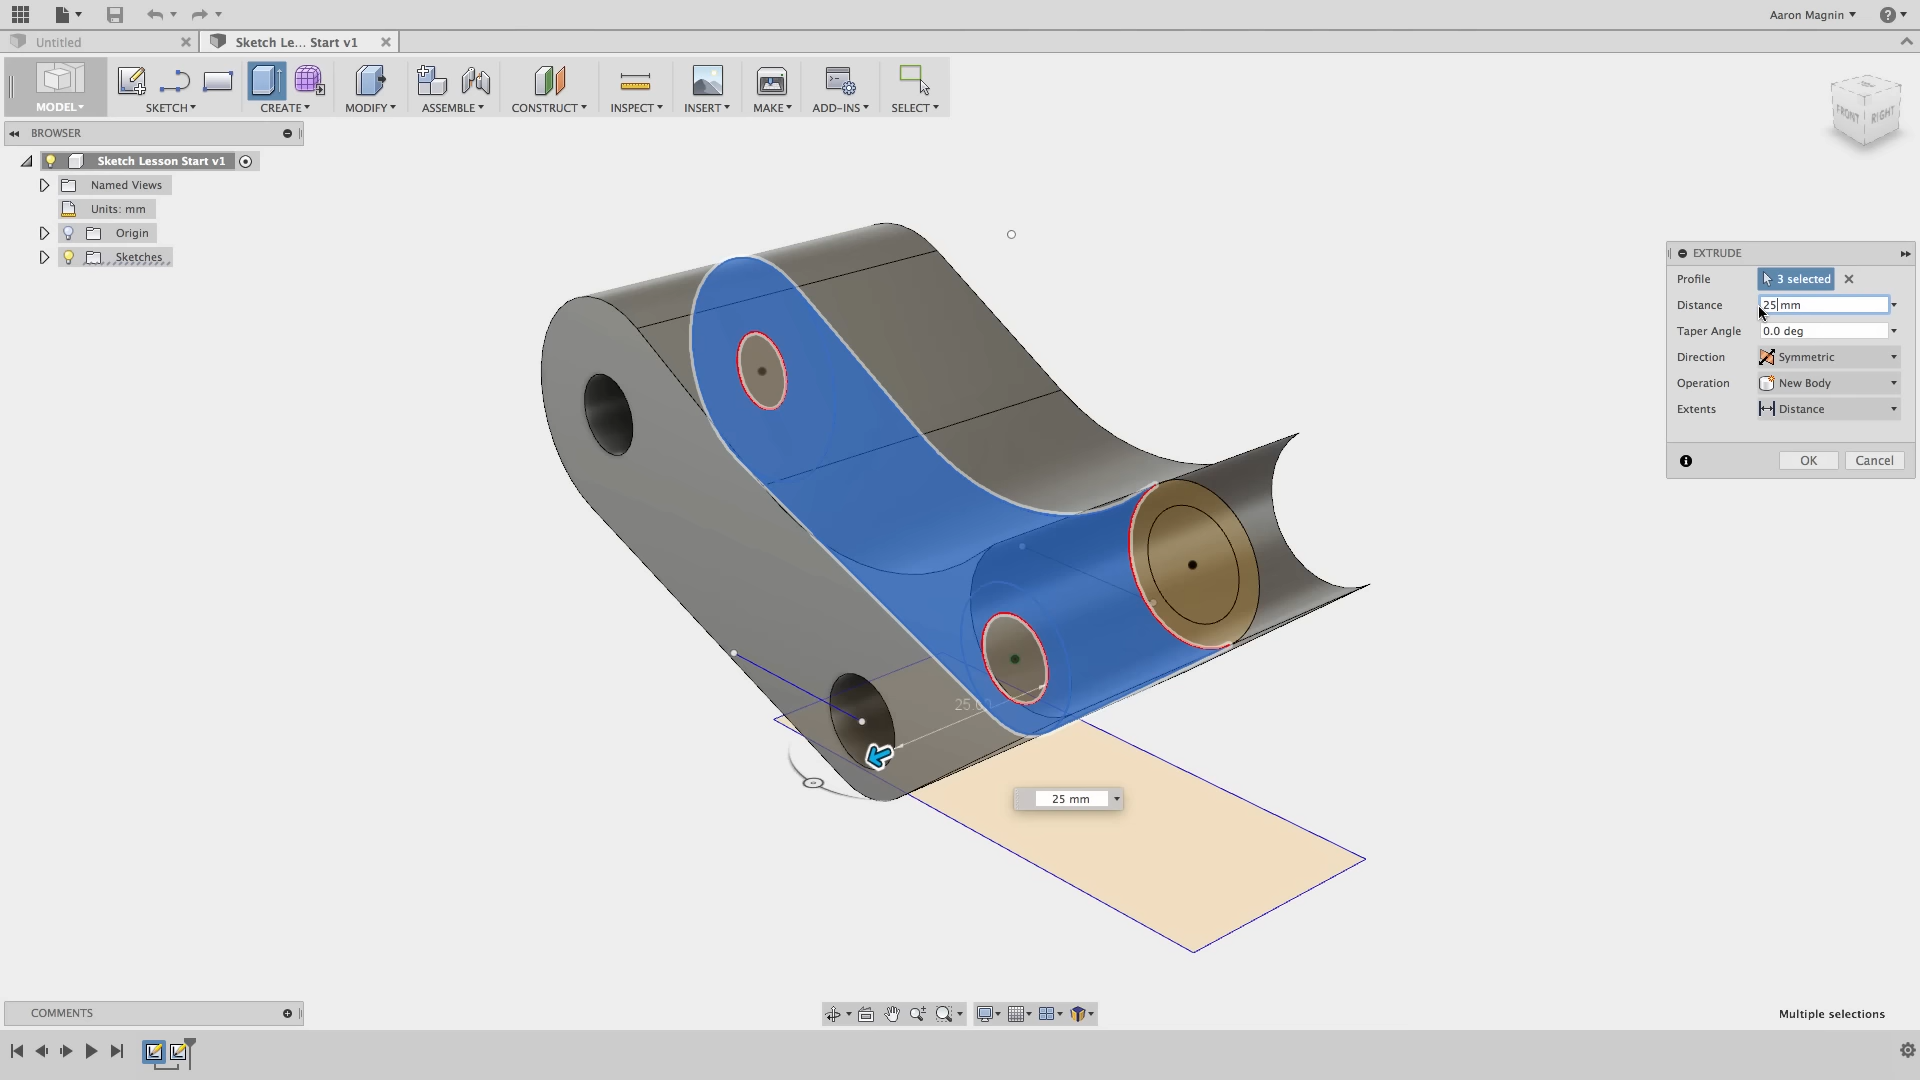 Aaron Magnin
Untitled
Sketch Le... Start v1
MODEL
SKETCH
CREATE
MODIFY
ASSEMBLE
CONSTRUCT
INSPECT
INSERT
MAKE
ADD-INS
SELECT
FRONT
RIGHT
BROWSER
Sketch Lesson Start v1
Named Views
Units: mm
Origin
Sketches
EXTRUDE
Profile
3 selected
Distance
25 mm
Taper Angle
0.0 deg
Direction
Symmetric
Operation
New Body
Extents
Distance
OK
Cancel
25 mm
COMMENTS
Multiple selections